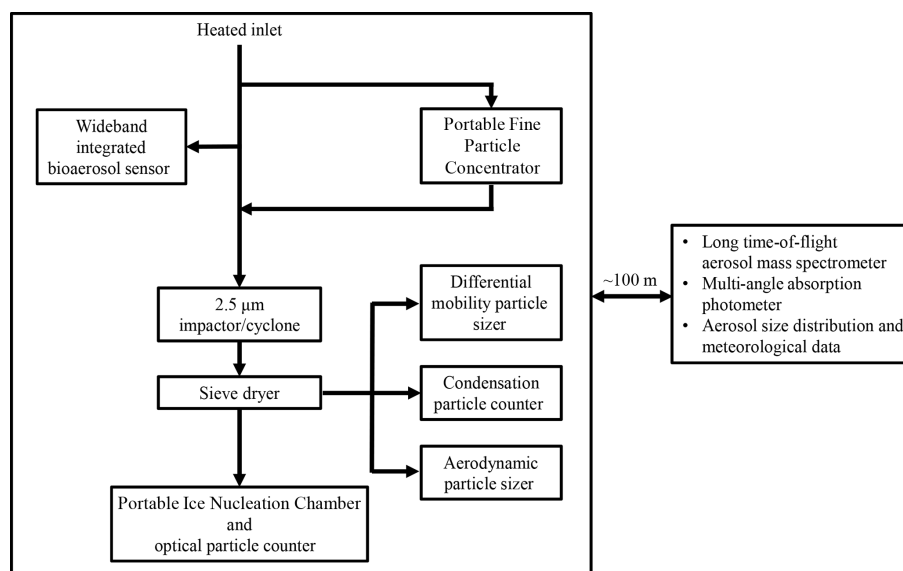 Heated inlet
Wideband
integrated
bioaerosol sensor
Portable Fine
Particle
Concentrator
2.5 μm
impactor/cyclone
Sieve dryer
Portable Ice Nucleation Chamber
and
optical particle counter
Differential
mobility particle
sizer
Condensation
particle counter
Aerodynamic
particle sizer
~100 m
• Long time-of-flight
aerosol mass spectrometer
• Multi-angle absorption
photometer
• Aerosol size distribution and
meteorological data